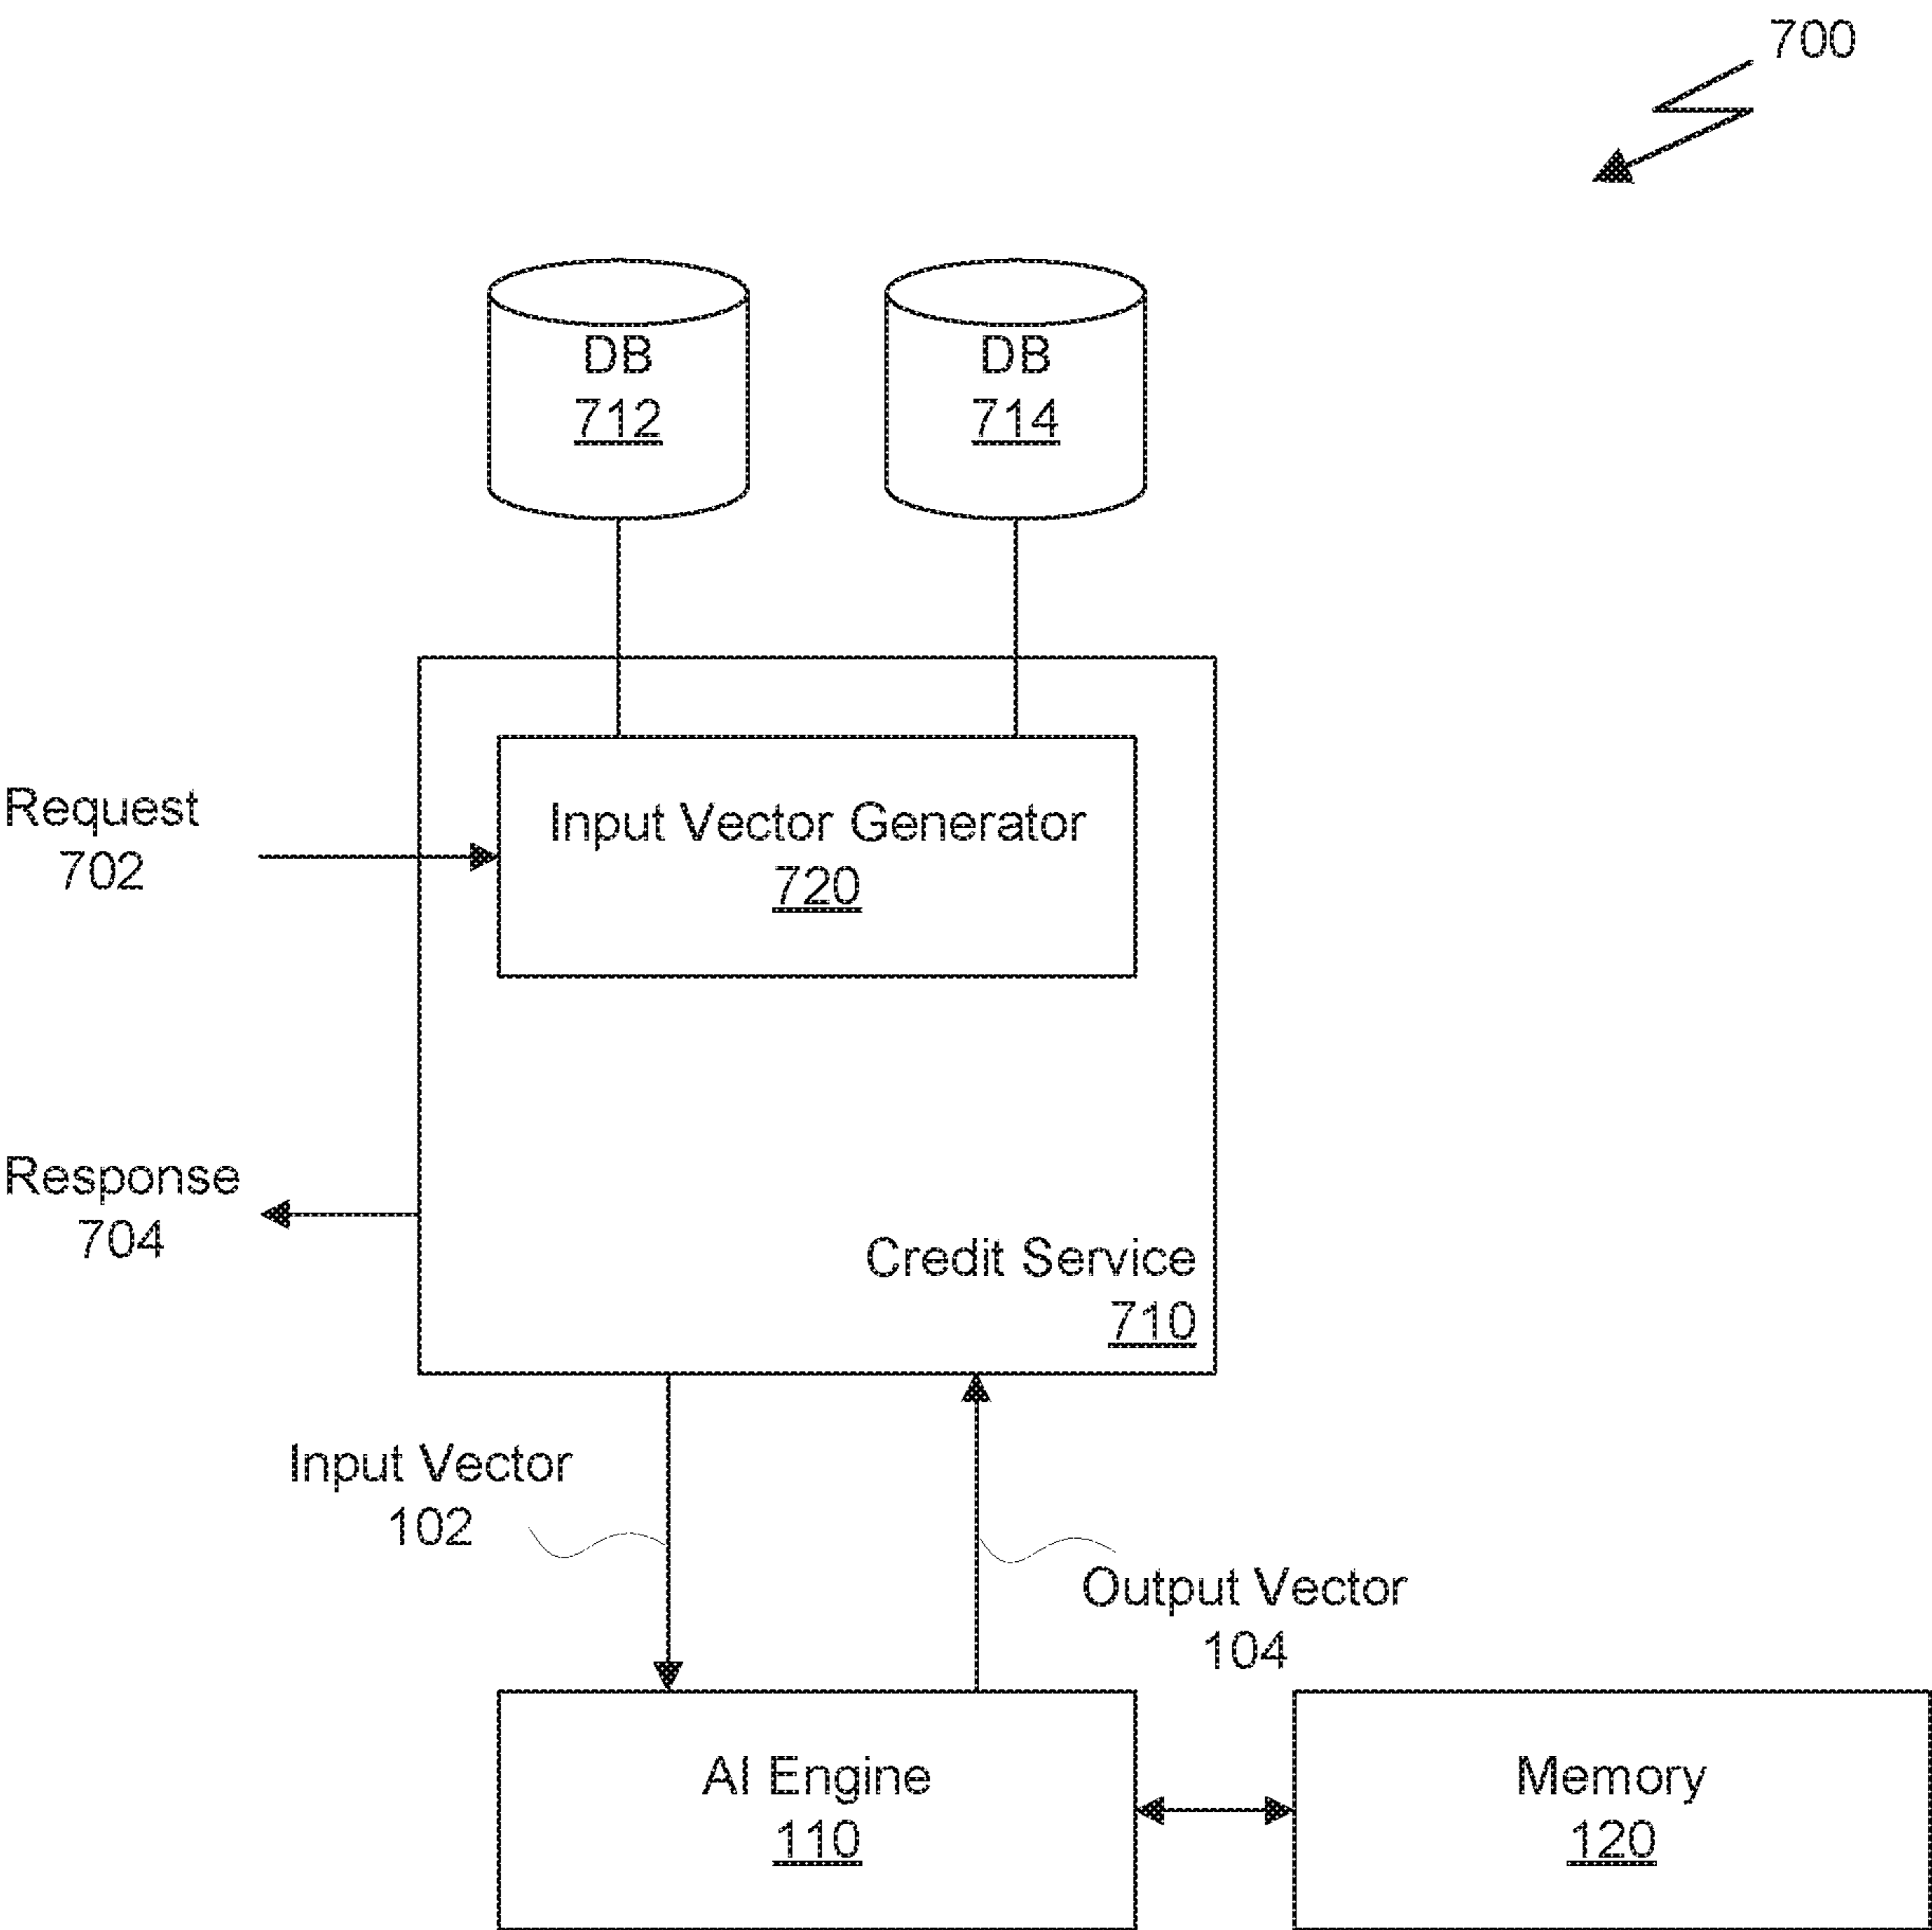 700
DB
712
DB
714
Request
702
Input Vector Generator
720
Response
704
Credit Service
710
Input Vector
102
Output Vector
104
AI Engine
110
Memory
120